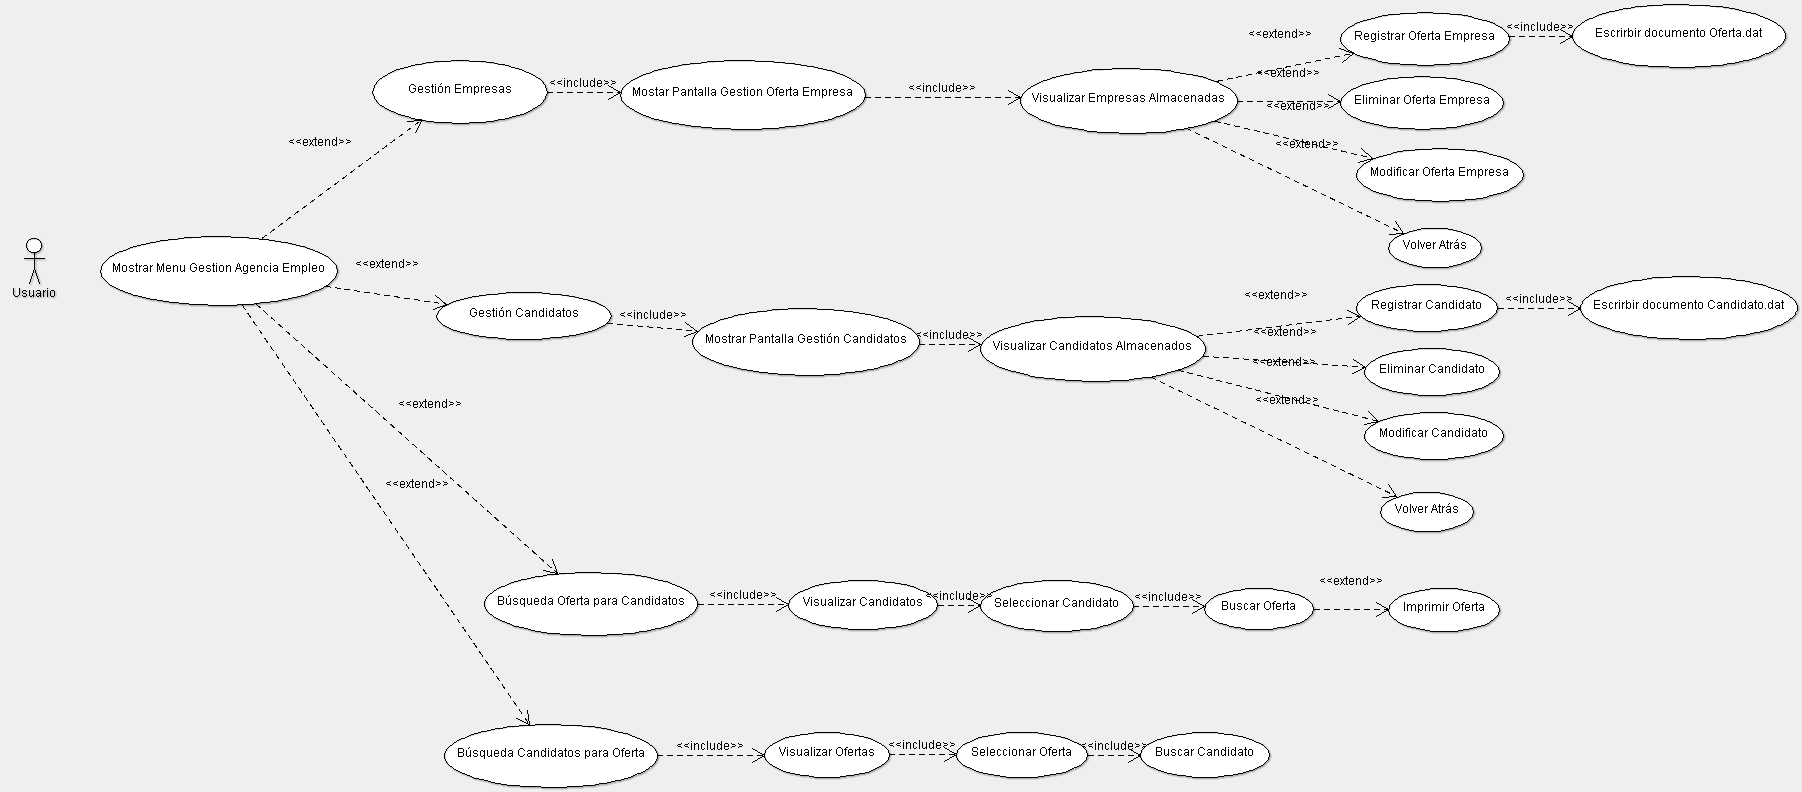 Usuario
Mostrar Menu Gestion Agencia Empleo
<<extend>>
Gestión Empresas
<<include>>
Mostar Pantalla Gestion Oferta Empresa
<<include>>
Visualizar Empresas Almacenadas
<<extend>>
Registrar Oferta Empresa
<<include>>
Escrirbir documento Oferta.dat
<<extend>>
Eliminar Oferta Empresa
<<extend>>
Modificar Oferta Empresa
<<extend>>
Volver Atrás
<<extend>>
Gestión Candidatos
<<include>>
Mostrar Pantalla Gestión Candidatos
<<include>>
Visualizar Candidatos Almacenados
<<extend>>
Registrar Candidato
<<include>>
Escrirbir documento Candidato.dat
<<extend>>
Eliminar Candidato
<<extend>>
Modificar Candidato
<<extend>>
Volver Atrás
<<extend>>
Búsqueda Oferta para Candidatos
<<include>>
Visualizar Candidatos
<<include>>
Seleccionar Candidato
<<include>>
Buscar Oferta
<<extend>>
Imprimir Oferta
<<extend>>
Búsqueda Candidatos para Oferta
<<include>>
Visualizar Ofertas
<<include>>
Seleccionar Oferta
<<include>>
Buscar Candidato